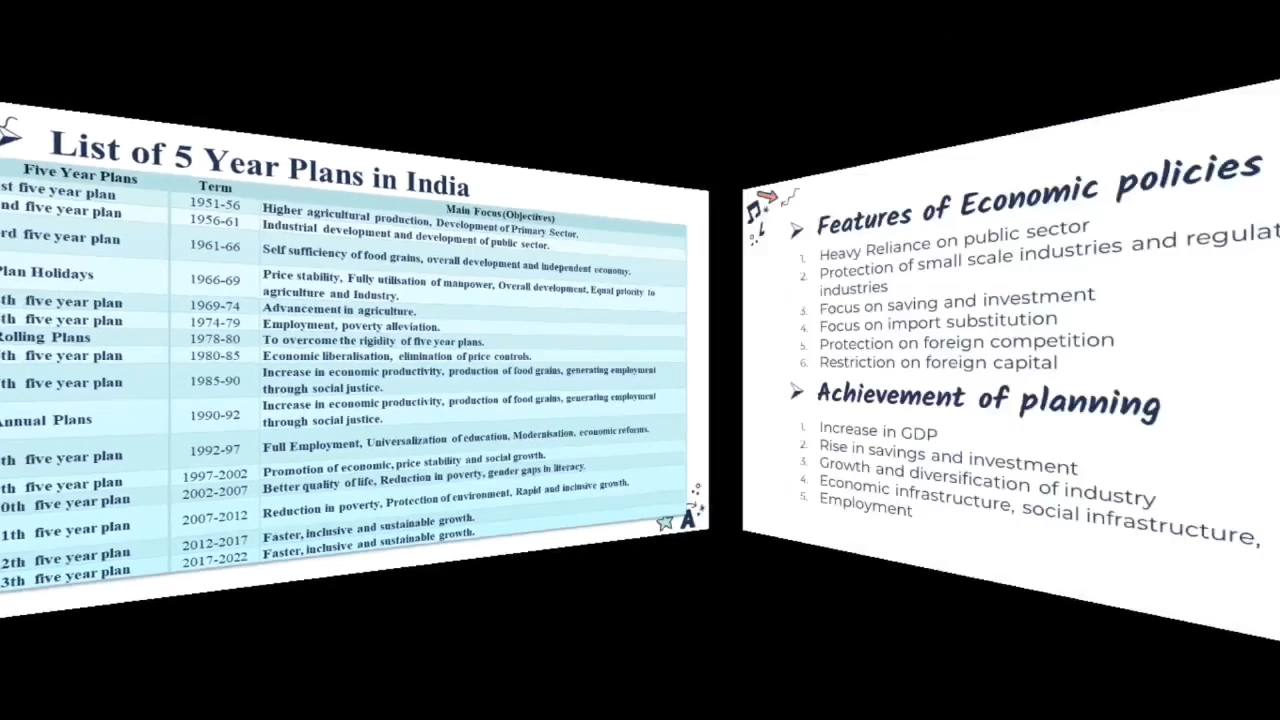 List of 5 Year Plans in India
Five Year Plans Term Main Focus(Objectives)
st five year plan 1951-56 Higher agricultural production, Development of Primary Sector.
nd five year plan 1956-61 Industrial development and development of public sector.
rd five year plan 1961-66 Self sufficiency of food grains, overall development and independent economy.
Plan Holidays 1966-69 Price stability, Fully utilisation of manpower, Overall development, Equal priority to
agriculture and Industry.
th five year plan 1969-74 Advancement in agriculture.
th five year plan 1974-79 Employment, poverty alleviation.
Rolling Plans 1978-80 To overcome the rigidity of five year plans.
th five year plan 1980-85 Economic liberalisation, elimination of price controls.
th five year plan 1985-90 Increase in economic productivity, production of food grains, generating employment
through social justice.
Annual Plans 1990-92 Increase in economic productivity, production of food grains, generating employment
through social justice.
th five year plan 1992-97 Full Employment, Universalization of education, Modernisation, economic reforms.
th five year plan 1997-2002 Promotion of economic, price stability and social growth.
0th five year plan 2002-2007 Better quality of life, Reduction in poverty, gender gaps in literacy.
1th five year plan 2007-2012 Reduction in poverty, Protection of environment, Rapid and inclusive growth.
2th five year plan 2012-2017 Faster, inclusive and sustainable growth.
3th five year plan 2017-2022 Faster, inclusive and sustainable growth.
A
Features of Economic policies
1. Heavy Reliance on public sector
2. Protection of small scale industries and regulat
industries
3. Focus on saving and investment
4. Focus on import substitution
5. Protection on foreign competition
6. Restriction on foreign capital
Achievement of planning
1. Increase in GDP
2. Rise in savings and investment
3. Growth and diversification of industry
4. Economic infrastructure, social infrastructure,
5. Employment